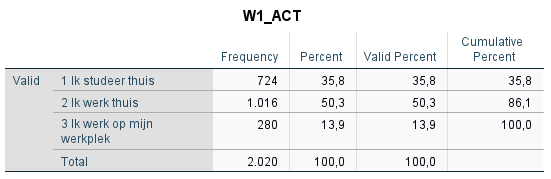 W1_ACT
Frequency Percent Valid Percent Cumulative Percent
Valid 1 Ik studeer thuis 724 35,8 35,8 35,8
2 Ik werk thuis 1.016 50,3 50,3 86,1
3 Ik werk op mijn werkplek 280 13,9 13,9 100,0
Total 2.020 100,0 100,0